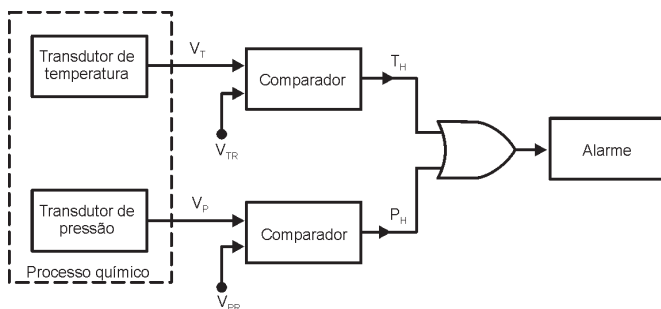 Transdutor de
temperatura
V_T
Comparador
T_H
V_TR
Alarme
Transdutor de
pressão
V_P
Comparador
P_H
V_PR
Processo químico